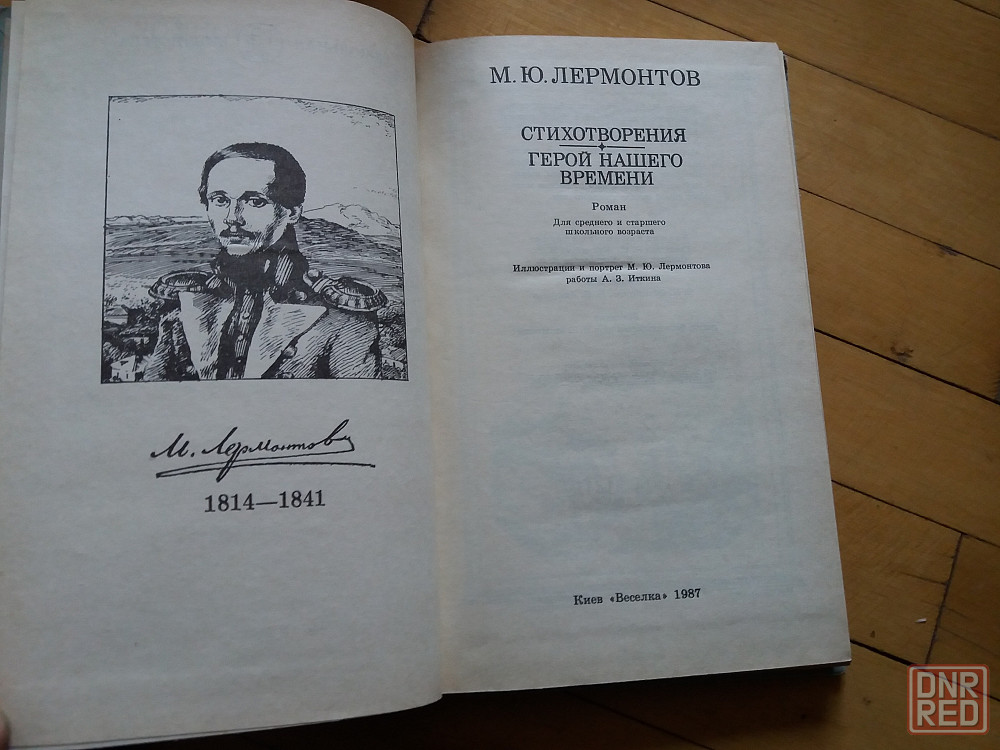 М. Лермонтов
1814—1841
М. Ю. ЛЕРМОНТОВ
СТИХОТВОРЕНИЯ
ГЕРОЙ НАШЕГО
ВРЕМЕНИ
Роман
Для среднего и старшего
школьного возраста
Иллюстрации и портрет М. Ю. Лермонтова
работы А. З. Иткина
Киев «Веселка» 1987
DNR
RED